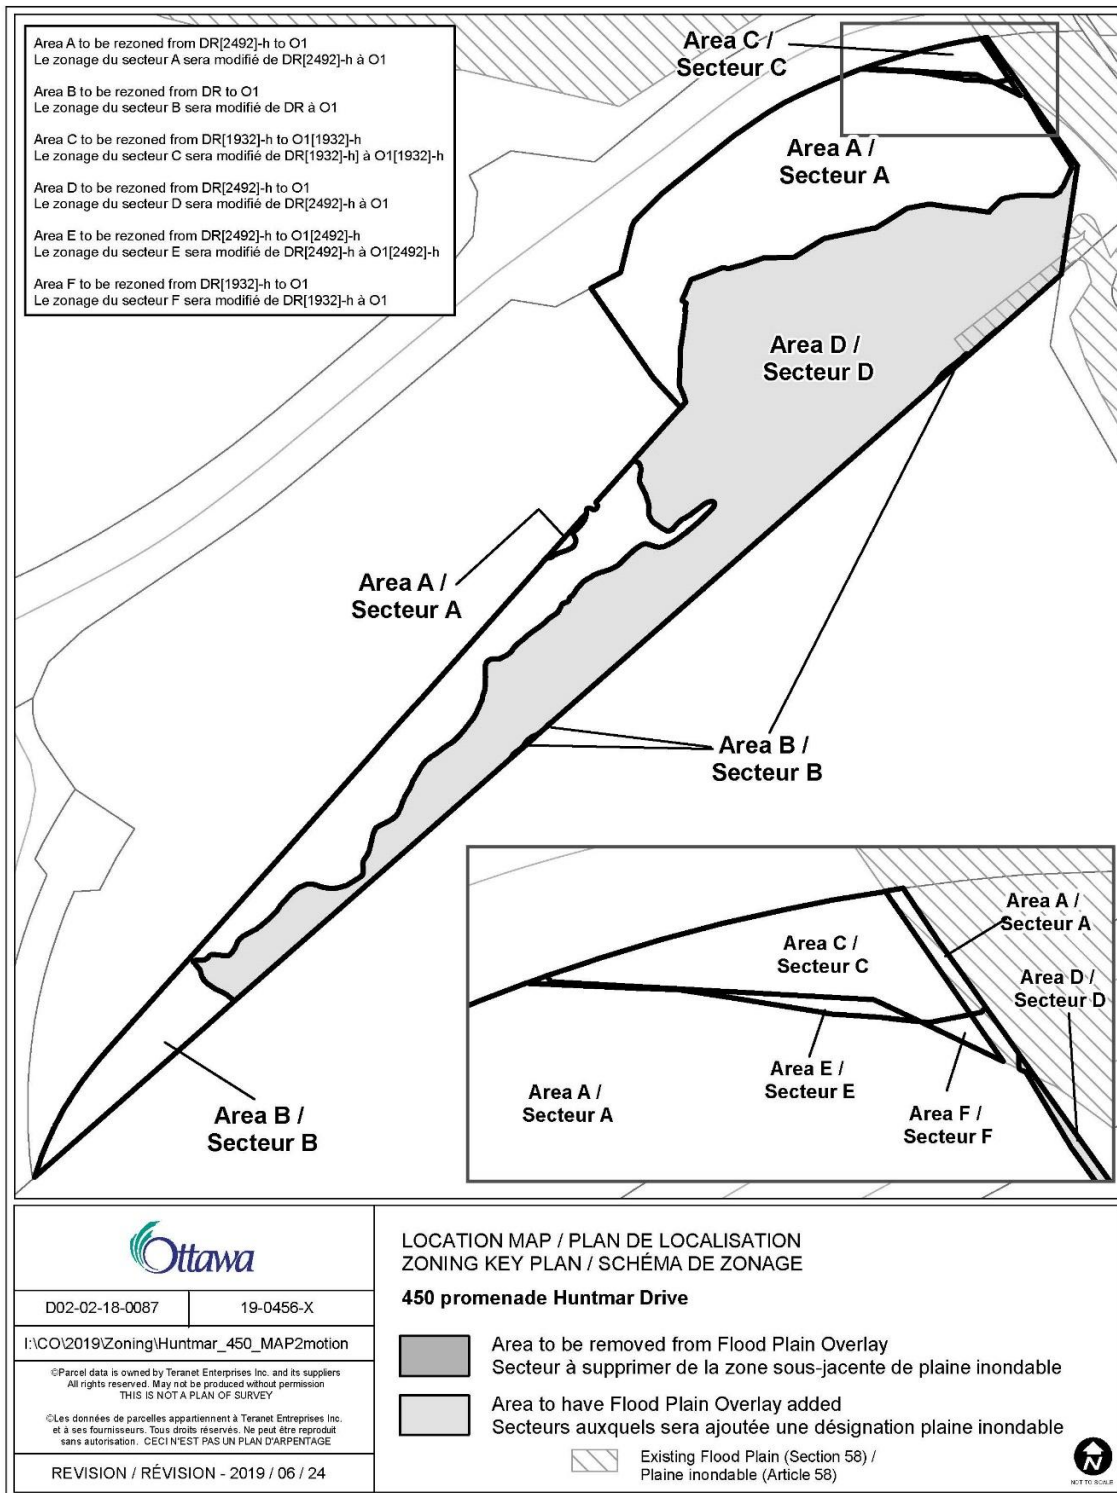 Area A to be rezoned from DR[2492]-h to O1
Le zonage du secteur A sera modifié de DR[2492]-h à O1
Area B to be rezoned from DR to O1
Le zonage du secteur B sera modifié de DR à O1
Area C to be rezoned from DR[1932]-h to O1[1932]-h
Le zonage du secteur C sera modifié de DR[1932]-h] à O1[1932]-h
Area D to be rezoned from DR[2492]-h to O1
Le zonage du secteur D sera modifié de DR[2492]-h à O1
Area E to be rezoned from DR[2492]-h to O1[2492]-h
Le zonage du secteur E sera modifié de DR[2492]-h à O1[2492]-h
Area F to be rezoned from DR[1932]-h to O1
Le zonage du secteur F sera modifié de DR[1932]-h à O1
Area C /
Secteur C
Area A /
Secteur A
Area D /
Secteur D
Area A /
Secteur A
Area B /
Secteur B
Area B /
Secteur B
Area A /
Secteur A
Area C /
Secteur C
Area D /
Secteur D
Area E /
Secteur E
Area A /
Secteur A
Area F /
Secteur F
Ottawa
D02-02-18-0087
19-0456-X
I:\CO\2019\Zoning\Huntmar_450_MAP2motion
©Parcel data is owned by Teranet Enterprises Inc. and its suppliers
All rights reserved. May not be produced without permission
THIS IS NOT A PLAN OF SURVEY
©Les données de parcelles appartiennent à Teranet Entreprises Inc.
et à ses fournisseurs. Tous droits réservés. Ne peut être reproduit
sans autorisation. CECI N'EST PAS UN PLAN D'ARPENTAGE
REVISION / RÉVISION - 2019 / 06 / 24
LOCATION MAP / PLAN DE LOCALISATION
ZONING KEY PLAN / SCHÉMA DE ZONAGE
450 promenade Huntmar Drive
Area to be removed from Flood Plain Overlay
Secteur à supprimer de la zone sous-jacente de plaine inondable
Area to have Flood Plain Overlay added
Secteurs auxquels sera ajoutée une désignation plaine inondable
Existing Flood Plain (Section 58) /
Plaine inondable (Article 58)
N
NOT TO SCALE